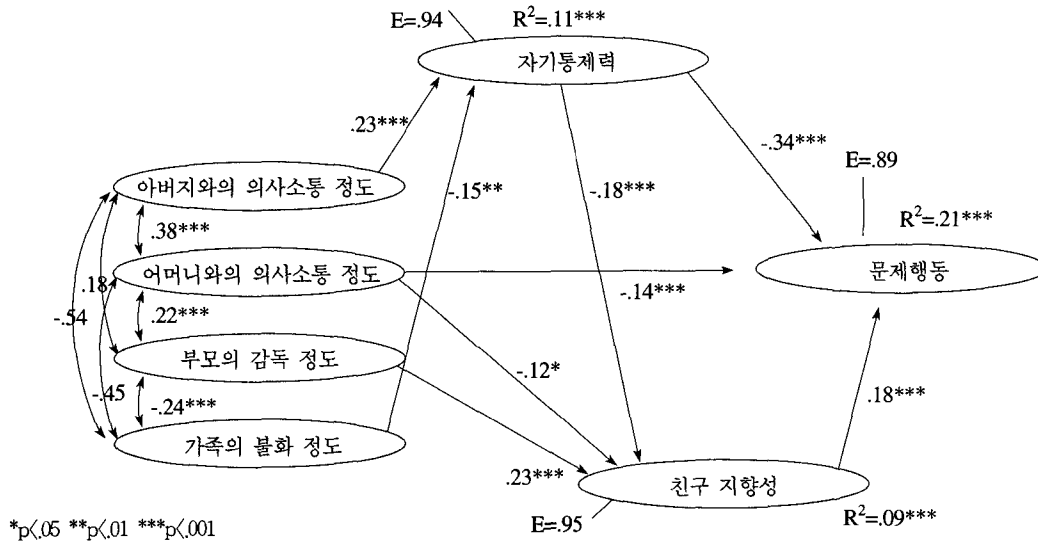 E=.94
R²=.11***
자기통제력
.23***
-.34***
E=.89
아버지와의 의사소통 정도
-.15**
-.18***
R²=.21***
.38***
어머니와의 의사소통 정도
문제행동
.18
-.14***
-.54
.22***
부모의 감독 정도
-.12*
-.45
-.24***
.18***
가족의 불화 정도
.23***
친구 지향성
E=.95
R²=.09***
*p<.05 **p<.01 ***p<.001